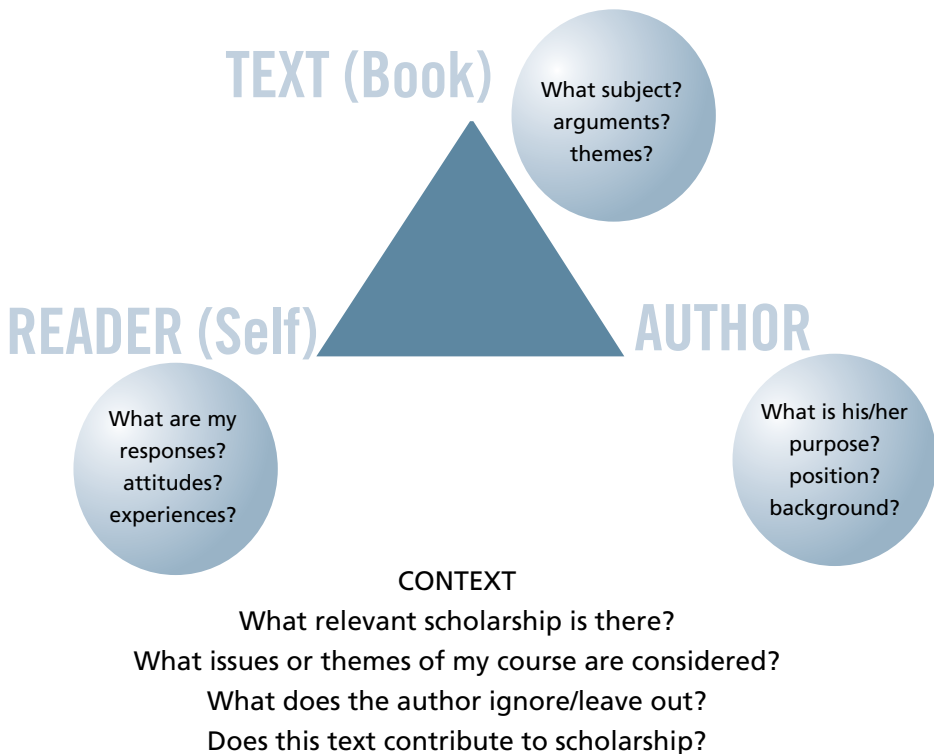 TEXT (Book)
What subject?
arguments?
themes?
READER (Self)
AUTHOR
What are my
responses?
attitudes?
experiences?
What is his/her
purpose?
position?
background?
CONTEXT
What relevant scholarship is there?
What issues or themes of my course are considered?
What does the author ignore/leave out?
Does this text contribute to scholarship?